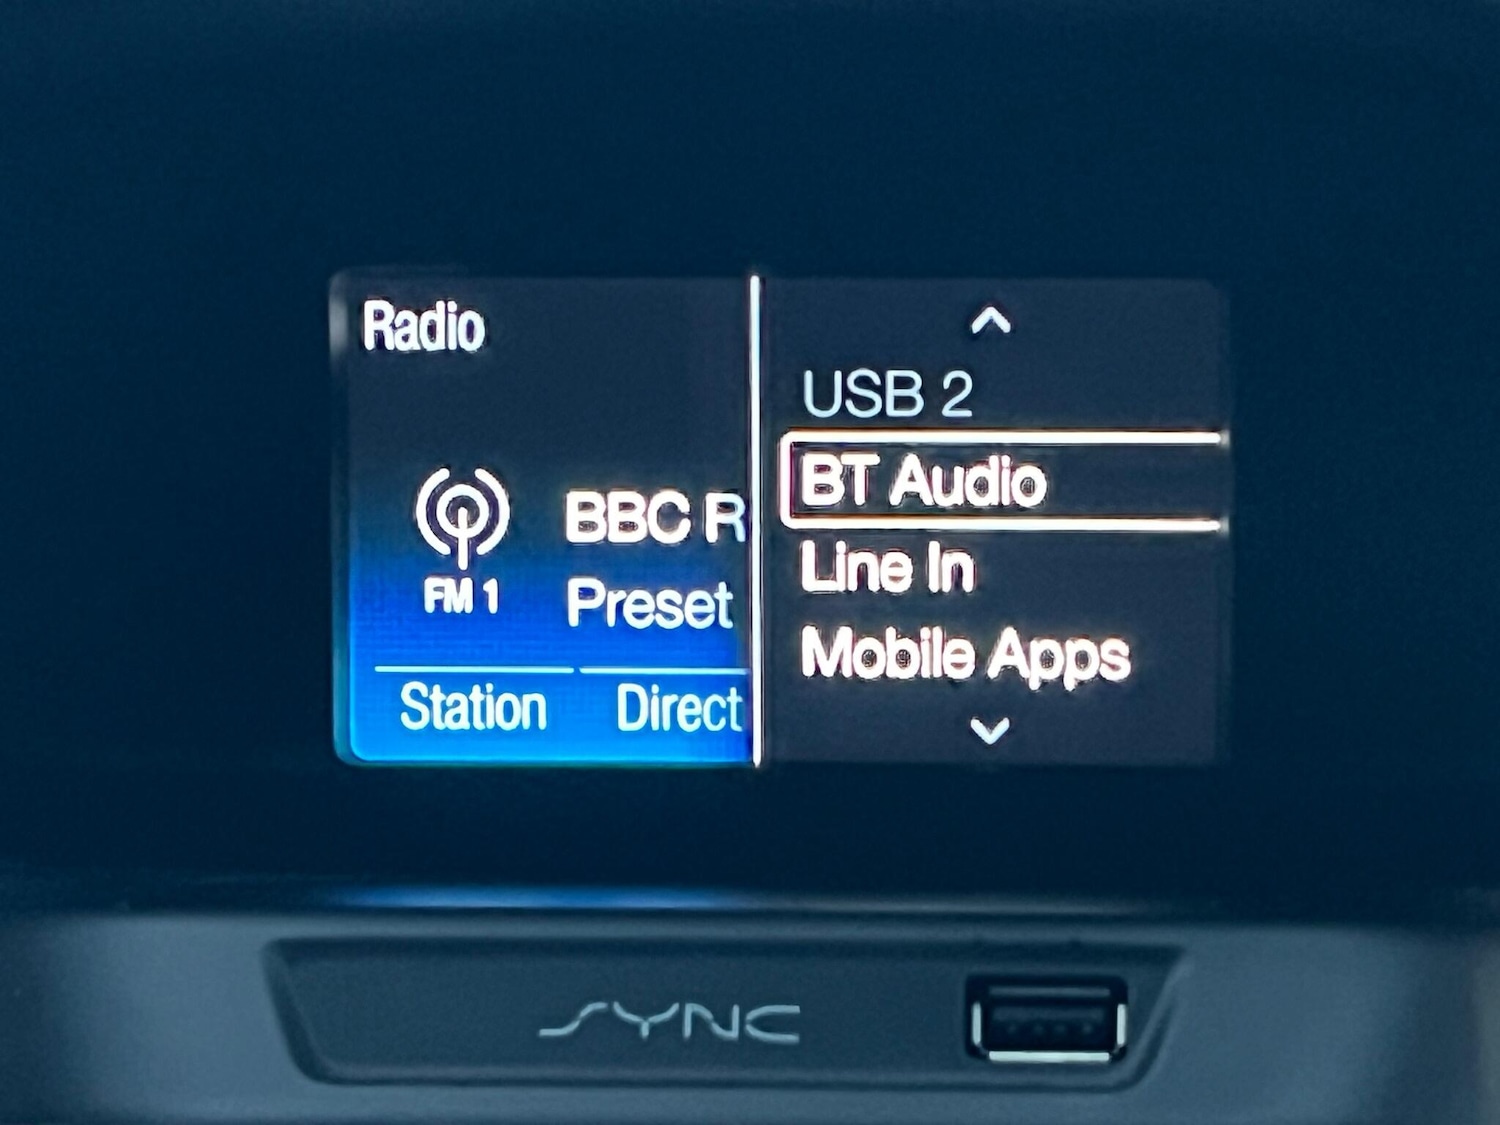 Radio
FM 1
BBC R
Preset
Station
Direct
USB 2
BT Audio
Line In
Mobile Apps
SYNC